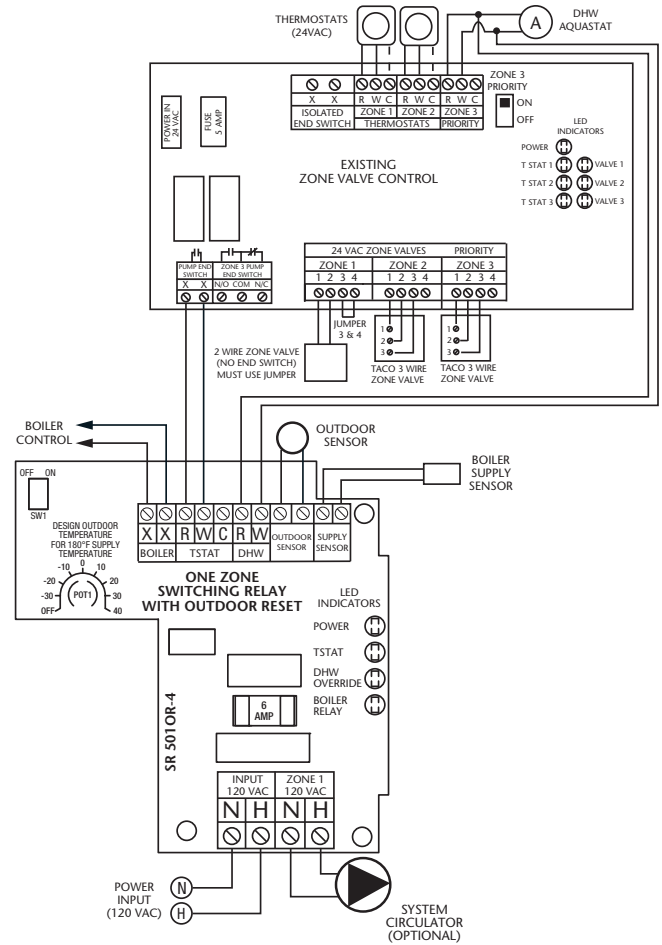 THERMOSTATS
(24VAC)
A
DHW
AQUASTAT
POWER IN
24 VAC
FUSE
5 AMP
X X R W C R W C R W C
ISOLATED
END SWITCH
ZONE 1 ZONE 2 ZONE 3
THERMOSTATS PRIORITY
ZONE 3
PRIORITY
ON
OFF
LED
INDICATORS
POWER
T STAT 1 VALVE 1
T STAT 2 VALVE 2
T STAT 3 VALVE 3
EXISTING
ZONE VALVE CONTROL
PUMP END
SWITCH
ZONE 3 PUMP
END SWITCH
X X N/O COM N/C
24 VAC ZONE VALVES PRIORITY
ZONE 1 ZONE 2 ZONE 3
1 2 3 4 1 2 3 4 1 2 3 4
JUMPER
3 & 4
2 WIRE ZONE VALVE
(NO END SWITCH)
MUST USE JUMPER
1
2
3
TACO 3 WIRE
ZONE VALVE
1
2
3
TACO 3 WIRE
ZONE VALVE
BOILER
CONTROL
OUTDOOR
SENSOR
BOILER
SUPPLY
SENSOR
OFF ON
SW1
DESIGN OUTDOOR
TEMPERATURE
FOR 180°F SUPPLY
TEMPERATURE
-10 0 10
-20 20
-30 POT1 30
OFF 40
X X R W C R W OUTDOOR SENSOR SUPPLY SENSOR
BOILER TSTAT DHW
ONE ZONE
SWITCHING RELAY
WITH OUTDOOR RESET
LED
INDICATORS
POWER
TSTAT
DHW
OVERRIDE
BOILER
RELAY
6
AMP
SR 501OR-4
INPUT
120 VAC
ZONE 1
120 VAC
N H N H
POWER
INPUT
(120 VAC)
N
H
SYSTEM
CIRCULATOR
(OPTIONAL)